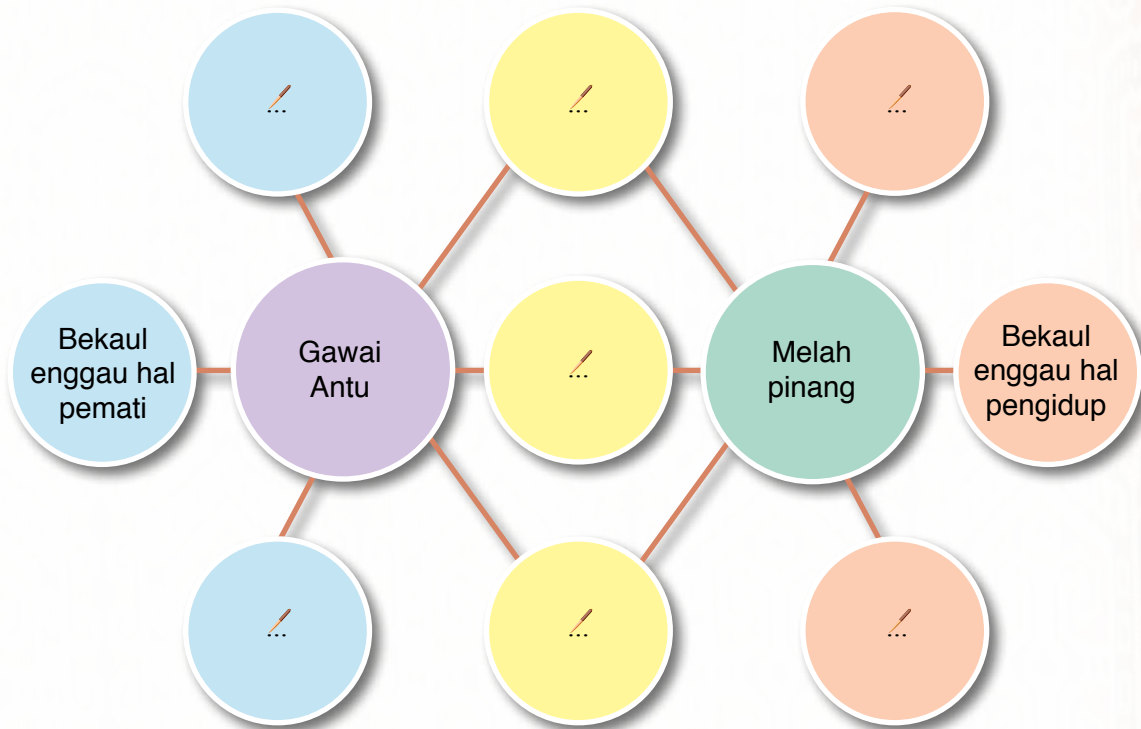 ...
...
...
Bekaul
enggau hal
pemati
Gawai
Antu
...
Melah
pinang
Bekaul
enggau hal
pengidup
...
...
...